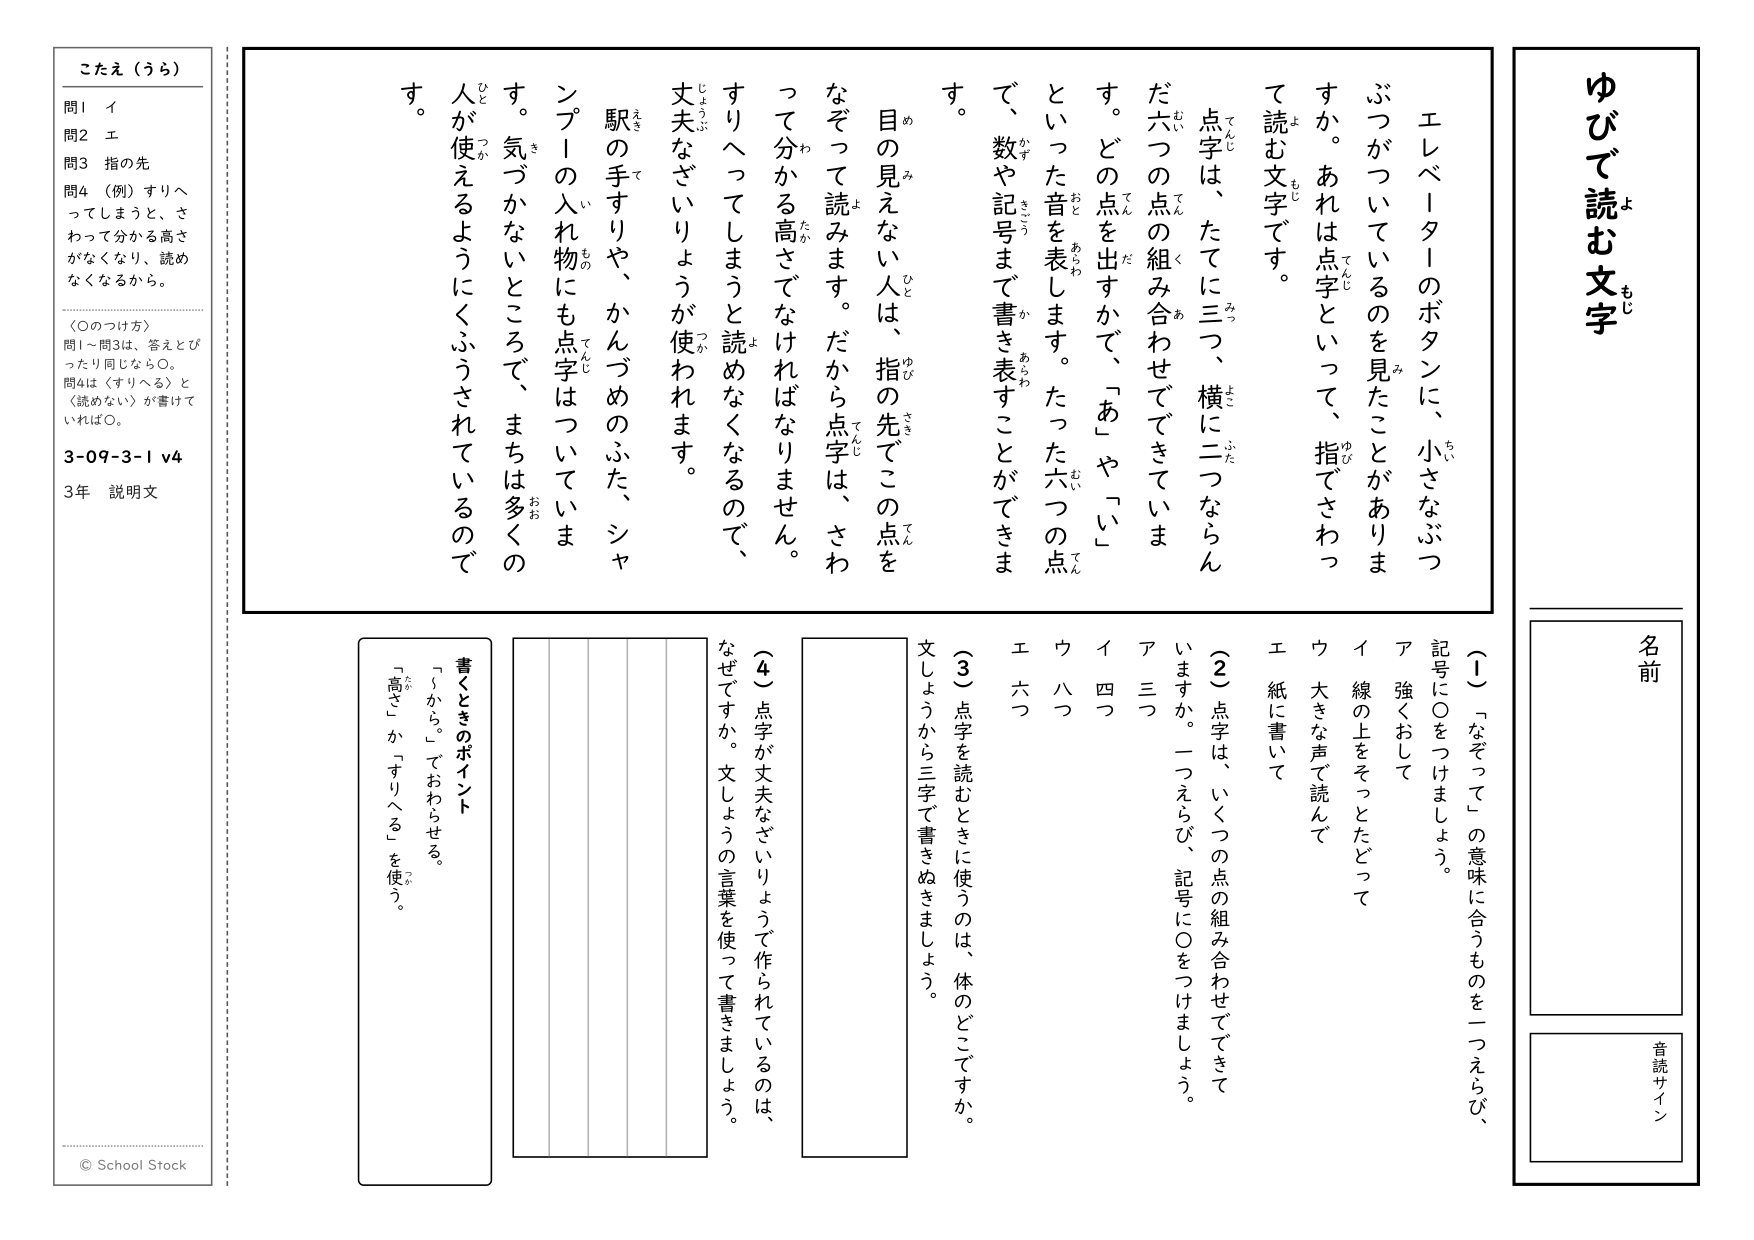 ゆびで読む文字
名前
音読サイン
エレベーターのボタンに、小さなぶつ
ぶつがついているのを見たことがありま
すか。あれは点字といって、指でさわっ
て読む文字です。
点字は、たてに三つ、横に二つならん
だ六つの点の組み合わせでできていま
す。どの点を出すかで、「あ」や「い」
といった音を表します。たった六つの点
で、数や記号まで書き表すことができま
す。
目の見えない人は、指の先でこの点を
なぞって読みます。だから点字は、さわ
って分かる高さでなければなりません。
すりへってしまうと読めなくなるので、
丈夫なざいりょうが使われます。
駅の手すりや、かんづめのふた、シャ
ンプーの入れ物にも点字はついていま
す。気づかないところで、まちは多くの
人が使えるようにくふうされているので
す。
(1)「なぞって」の意味に合うものを一つえらび、
記号に〇をつけましょう。
ア 強くおして
イ 線の上をそっとたどって
ウ 大きな声で読んで
エ 紙に書いて
(2)点字は、いくつの点の組み合わせでできて
いますか。一つえらび、記号に〇をつけましょう。
ア 三つ
イ 四つ
ウ 八つ
エ 六つ
(3)点字を読むときに使うのは、体のどこですか。
文しょうから三字で書きぬきましょう。
(4)点字が丈夫なざいりょうで作られているのは、
なぜですか。文しょうの言葉を使って書きましょう。
書くときのポイント
「〜から。」でおわらせる。
「高さ」か「すりへる」を使う。
こたえ（うら）
問1 イ
問2 エ
問3 指の先
問4 （例）すりへ
ってしまうと、さ
わって分かる高さ
がなくなり、読め
なくなるから。
〈〇のつけ方〉
問1〜問3は、答えとぴ
ったり同じなら〇。
問4は〈すりへる〉と
〈読めない〉が書けて
いれば〇。
3-09-3-1 v4
3年 説明文
© School Stock